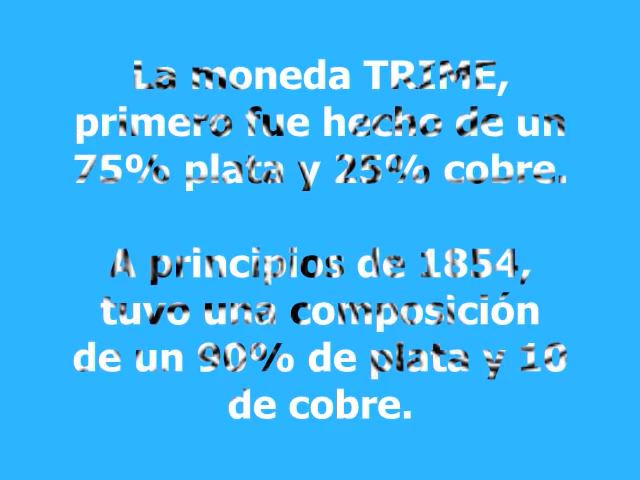 La moneda TRIME,
primero fue hecho de un
75% plata y 25% cobre.
A principios de 1854,
tuvo una composición
de un 90% de plata y 10
de cobre.